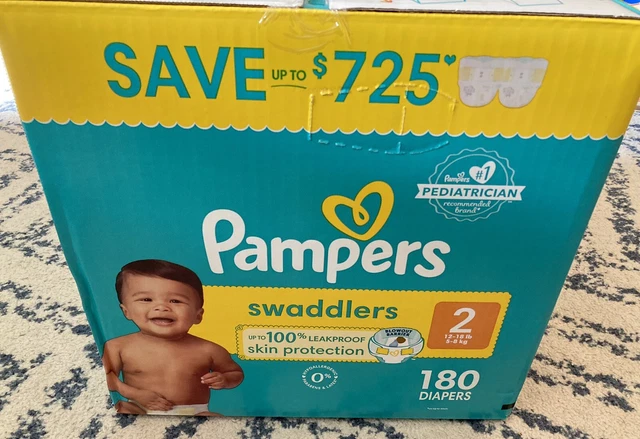 SAVE UP TO $725
Pampers #1
PEDIATRICIAN
recommended
brand*
Pampers
swaddlers
UP TO 100% LEAKPROOF
skin protection
BLOWOUT
BARRIER
2
12-18 lb
5-8 kg
HYPOALLERGENIC
0%
180
DIAPERS